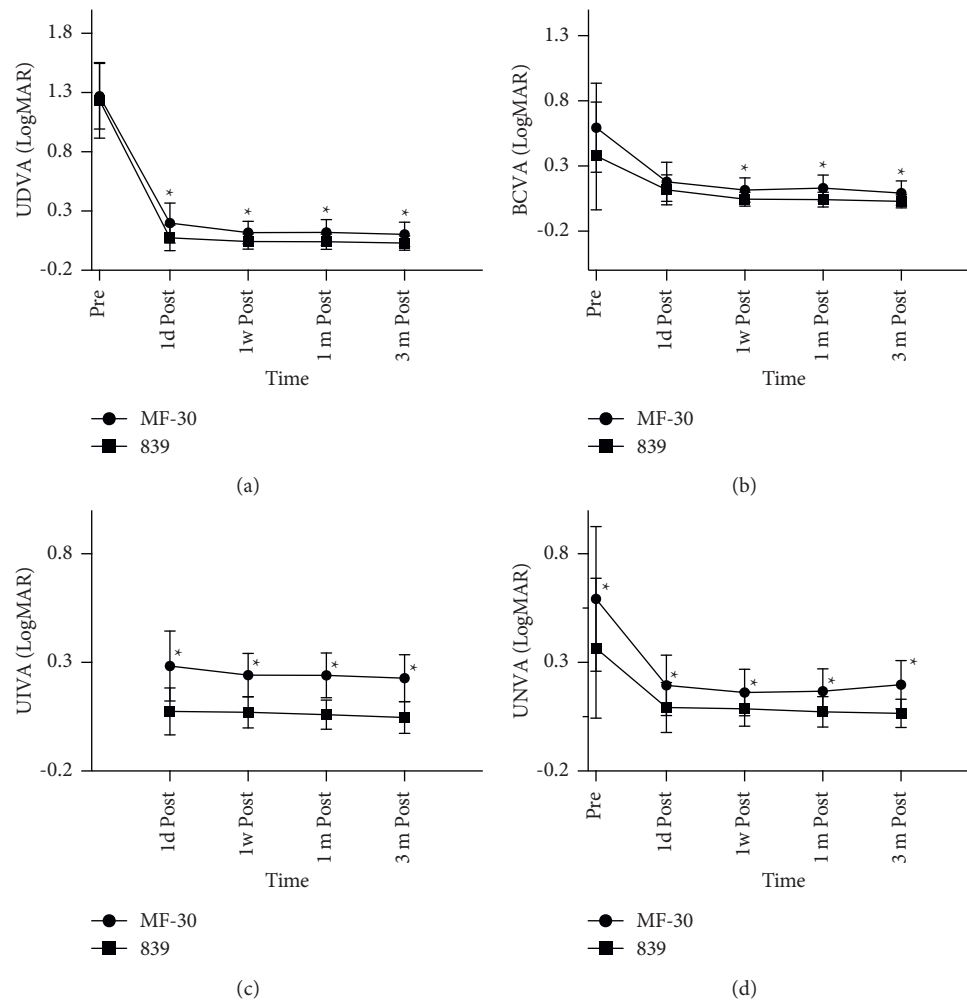 UDVA (LogMAR)
1.8
1.3
0.8
0.3
-0.2
Pre
1d Post
1w Post
1 m Post
3 m Post
*
*
*
*
Time
MF-30
839
(a)
BCVA (LogMAR)
1.3
0.8
0.3
-0.2
Pre
1d Post
1w Post
1 m Post
3 m Post
*
*
*
Time
MF-30
839
(b)
UIVA (LogMAR)
0.8
0.3
-0.2
1d Post
1w Post
1 m Post
3 m Post
*
*
*
*
Time
MF-30
839
(c)
UNVA (LogMAR)
0.8
0.3
-0.2
Pre
1d Post
1w Post
1 m Post
3 m Post
*
*
*
*
*
Time
MF-30
839
(d)